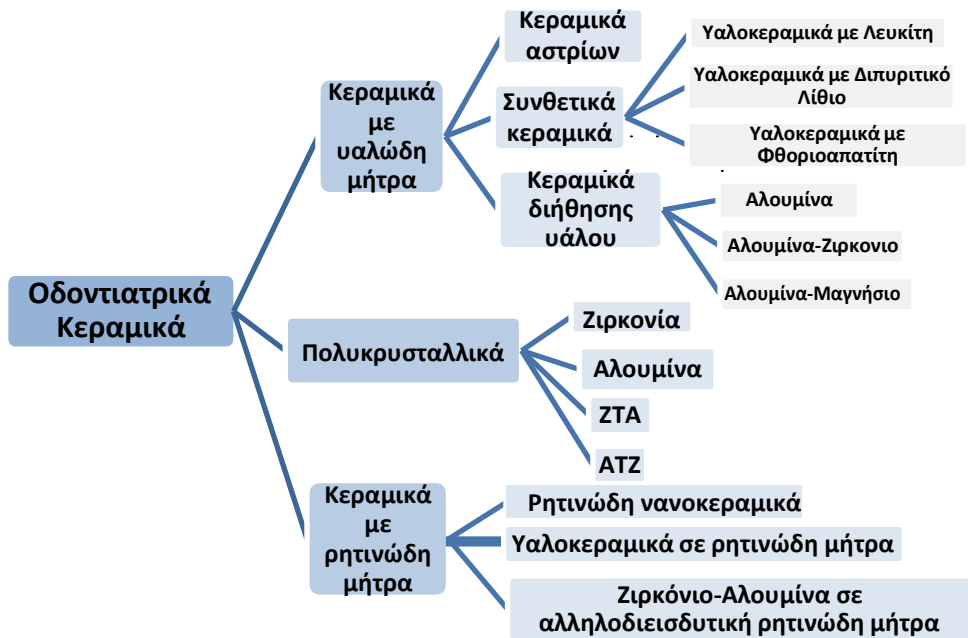 Οδοντιατρικά
Κεραμικά
Κεραμικά
με
υαλώδη
μήτρα
Κεραμικά
αστρίων
Συνθετικά
κεραμικά
Υαλοκεραμικά με Λευκίτη
Υαλοκεραμικά με Διπυριτικό
Λίθιο
Υαλοκεραμικά με
Φθοριοαπατίτη
Κεραμικά
διήθησης
υάλου
Αλουμίνα
Αλουμίνα-Ζιρκονιο
Αλουμίνα-Μαγνήσιο
Πολυκρυσταλλικά
Ζιρκονία
Αλουμίνα
ZTA
ATZ
Κεραμικά
με
ρητινώδη
μήτρα
Ρητινώδη νανοκεραμικά
Υαλοκεραμικά σε ρητινώδη μήτρα
Ζιρκόνιο-Αλουμίνα σε
αλληλοδιεισδυτική ρητινώδη μήτρα